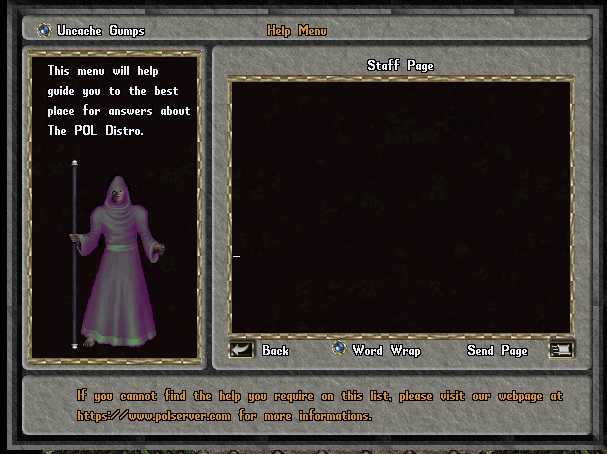 Uncache Gumps
Help Menu
This menu will help
guide you to the best
place for answers about
The POL Distro.
Staff Page
Back
Word Wrap
Send Page
If you cannot find the help you require on this list, please visit our webpage at
https://www.polserver.com for more informations.